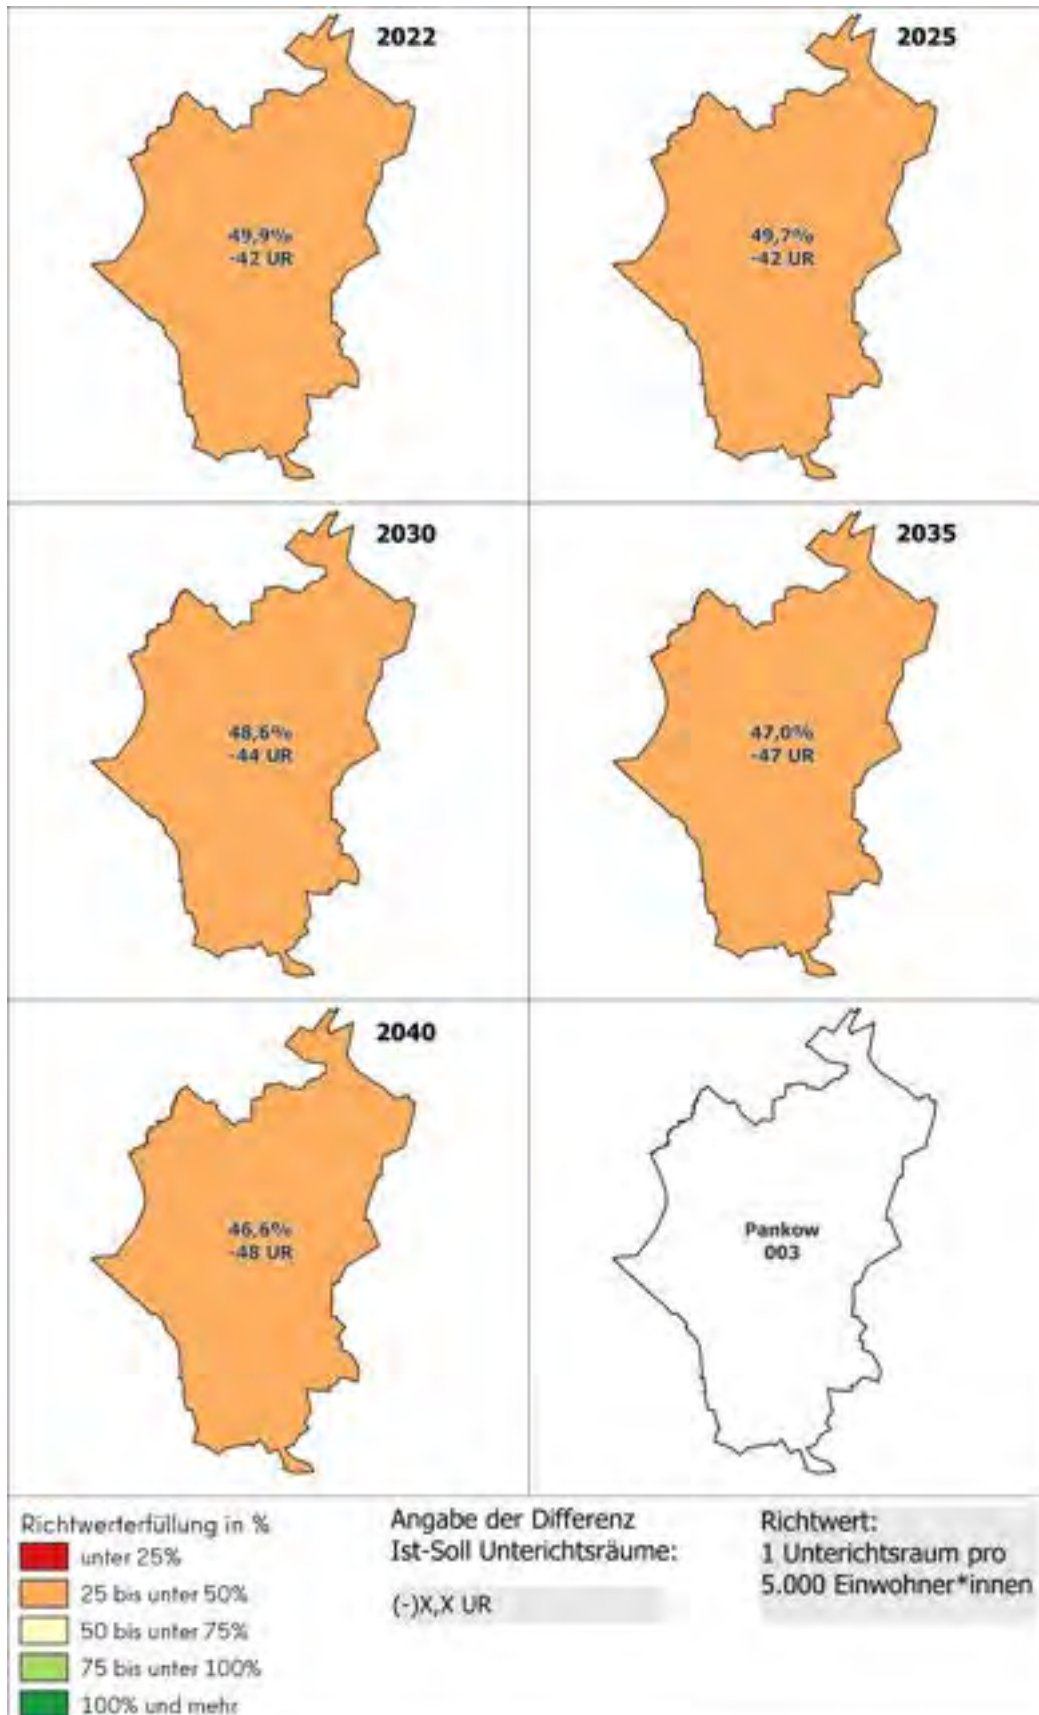 2022
49,9%
-42 UR
2025
49,7%
-42 UR
2030
48,6%
-44 UR
2035
47,0%
-47 UR
2040
46,6%
-48 UR
Pankow
003
Richtwerterfüllung in %
unter 25%
25 bis unter 50%
50 bis unter 75%
75 bis unter 100%
100% und mehr
Angabe der Differenz
Ist-Soll Unterichtsräume:
(-)X,X UR
Richtwert:
1 Unterichtsraum pro
5.000 Einwohner*innen